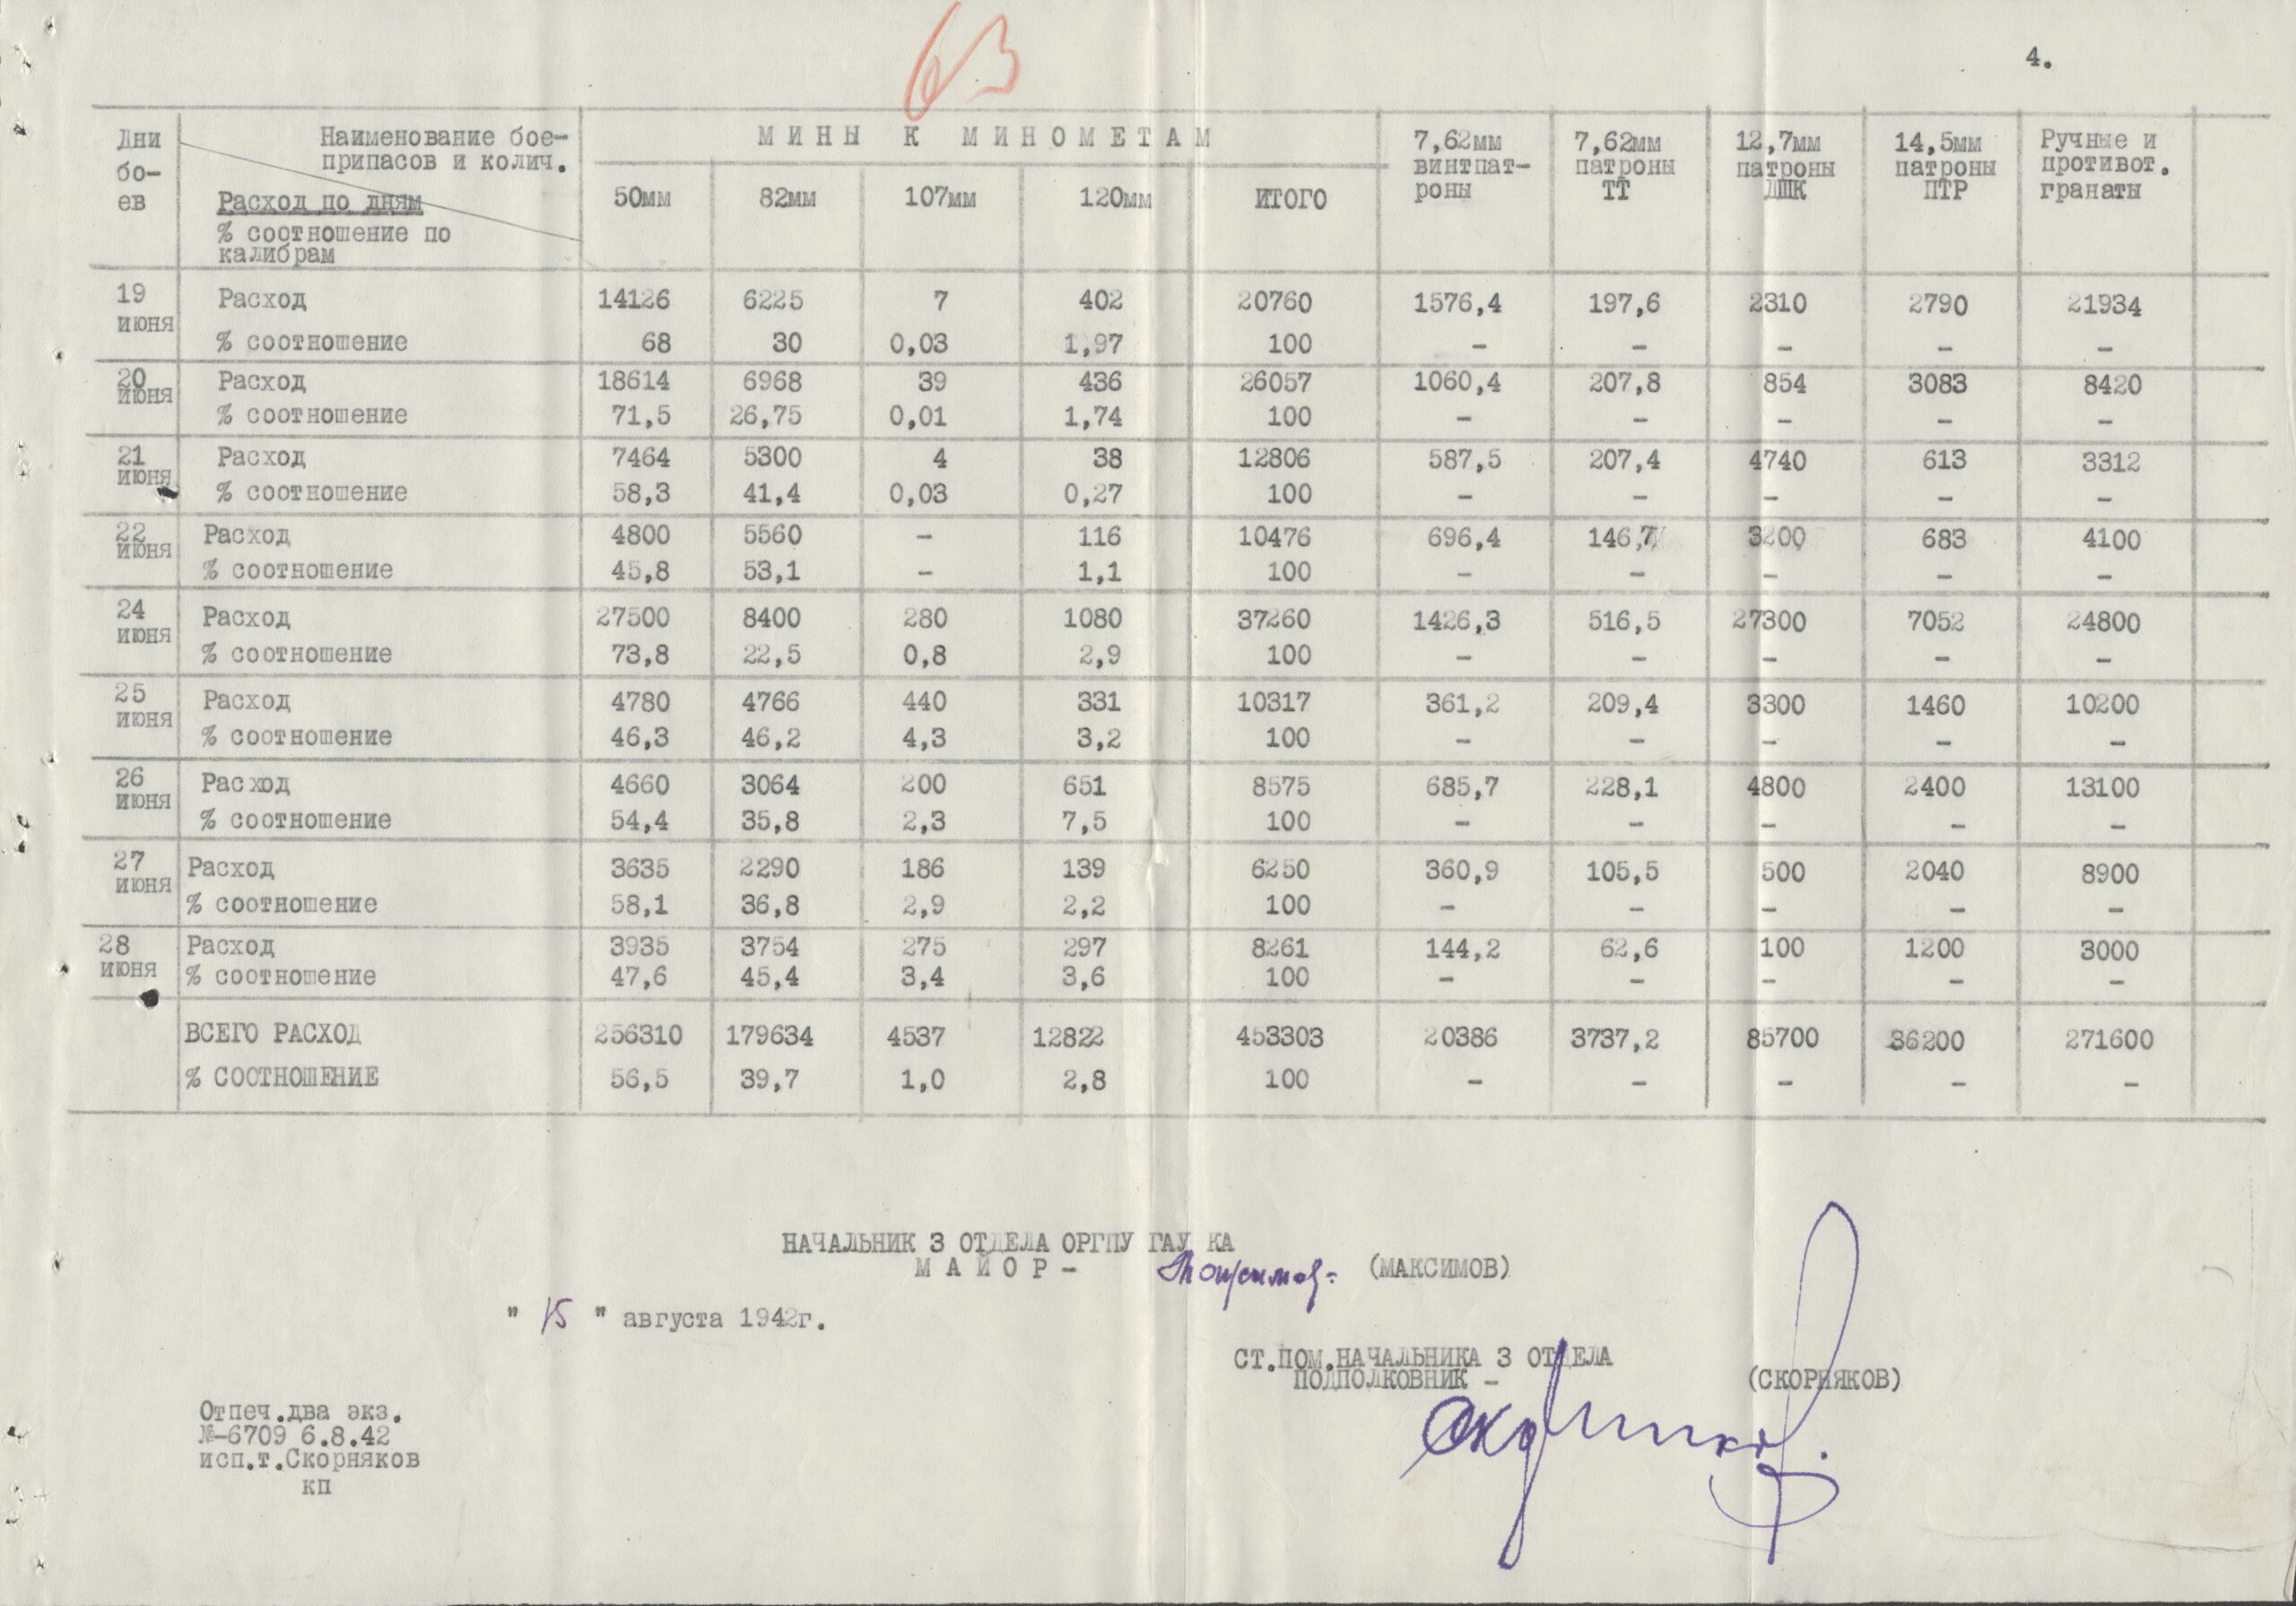 63
4.
Дни бо- ев | Наименование бое- припасов и колич. | МИНЫ К МИНОМЕТАМ | 7,62мм винтпат- роны | 7,62мм патроны ТТ | 12,7мм патроны ДШК | 14,5мм патроны ПТР | Ручные и противот. гранаты
Расход по дням % соотношение по калибрам | 50мм | 82мм | 107мм | 120мм | ИТОГО
19 июня | Расход | 14126 | 6225 | 7 | 402 | 20760 | 1576,4 | 197,6 | 2310 | 2790 | 21934
% соотношение | 68 | 30 | 0,03 | 1,97 | 100 | - | - | - | - | -
20 июня | Расход | 18614 | 6968 | 39 | 436 | 26057 | 1060,4 | 207,8 | 854 | 3083 | 8420
% соотношение | 71,5 | 26,75 | 0,01 | 1,74 | 100 | - | - | - | - | -
21 июня | Расход | 7464 | 5300 | 4 | 38 | 12806 | 587,5 | 207,4 | 4740 | 613 | 3312
% соотношение | 58,3 | 41,4 | 0,03 | 0,27 | 100 | - | - | - | - | -
22 июня | Расход | 4800 | 5560 | - | 116 | 10476 | 696,4 | 146,7 | 3200 | 683 | 4100
% соотношение | 45,8 | 53,1 | - | 1,1 | 100 | - | - | - | - | -
24 июня | Расход | 27500 | 8400 | 280 | 1080 | 37260 | 1426,3 | 516,5 | 27300 | 7052 | 24800
% соотношение | 73,8 | 22,5 | 0,8 | 2,9 | 100 | - | - | - | - | -
25 июня | Расход | 4780 | 4766 | 440 | 331 | 10317 | 361,2 | 209,4 | 3300 | 1460 | 10200
% соотношение | 46,3 | 46,2 | 4,3 | 3,2 | 100 | - | - | - | - | -
26 июня | Расход | 4660 | 3064 | 200 | 651 | 8575 | 685,7 | 228,1 | 4800 | 2400 | 13100
% соотношение | 54,4 | 35,8 | 2,3 | 7,5 | 100 | - | - | - | - | -
27 июня | Расход | 3635 | 2290 | 186 | 139 | 6250 | 360,9 | 105,5 | 500 | 2040 | 8900
% соотношение | 58,1 | 36,8 | 2,9 | 2,2 | 100 | - | - | - | - | -
28 июня | Расход | 3935 | 3754 | 275 | 297 | 8261 | 144,2 | 62,6 | 100 | 1200 | 3000
% соотношение | 47,6 | 45,4 | 3,4 | 3,6 | 100 | - | - | - | - | -
ВСЕГО РАСХОД | 256310 | 179634 | 4537 | 12822 | 453303 | 20386 | 3737,2 | 85700 | 36200 | 271600
% СООТНОШЕНИЕ | 56,5 | 39,7 | 1,0 | 2,8 | 100 | - | - | - | - | -
НАЧАЛЬНИК 3 ОТДЕЛА ОРГПУ ГАУ КА
МАЙОР- (МАКСИМОВ)
" 15 " августа 1942г.
СТ.ПОМ.НАЧАЛЬНИКА 3 ОТДЕЛА
ПОДПОЛКОВНИК - (СКОРНЯКОВ)
Отпеч.два экз.
№-6709 6.8.42
исп.т.Скорняков
кп